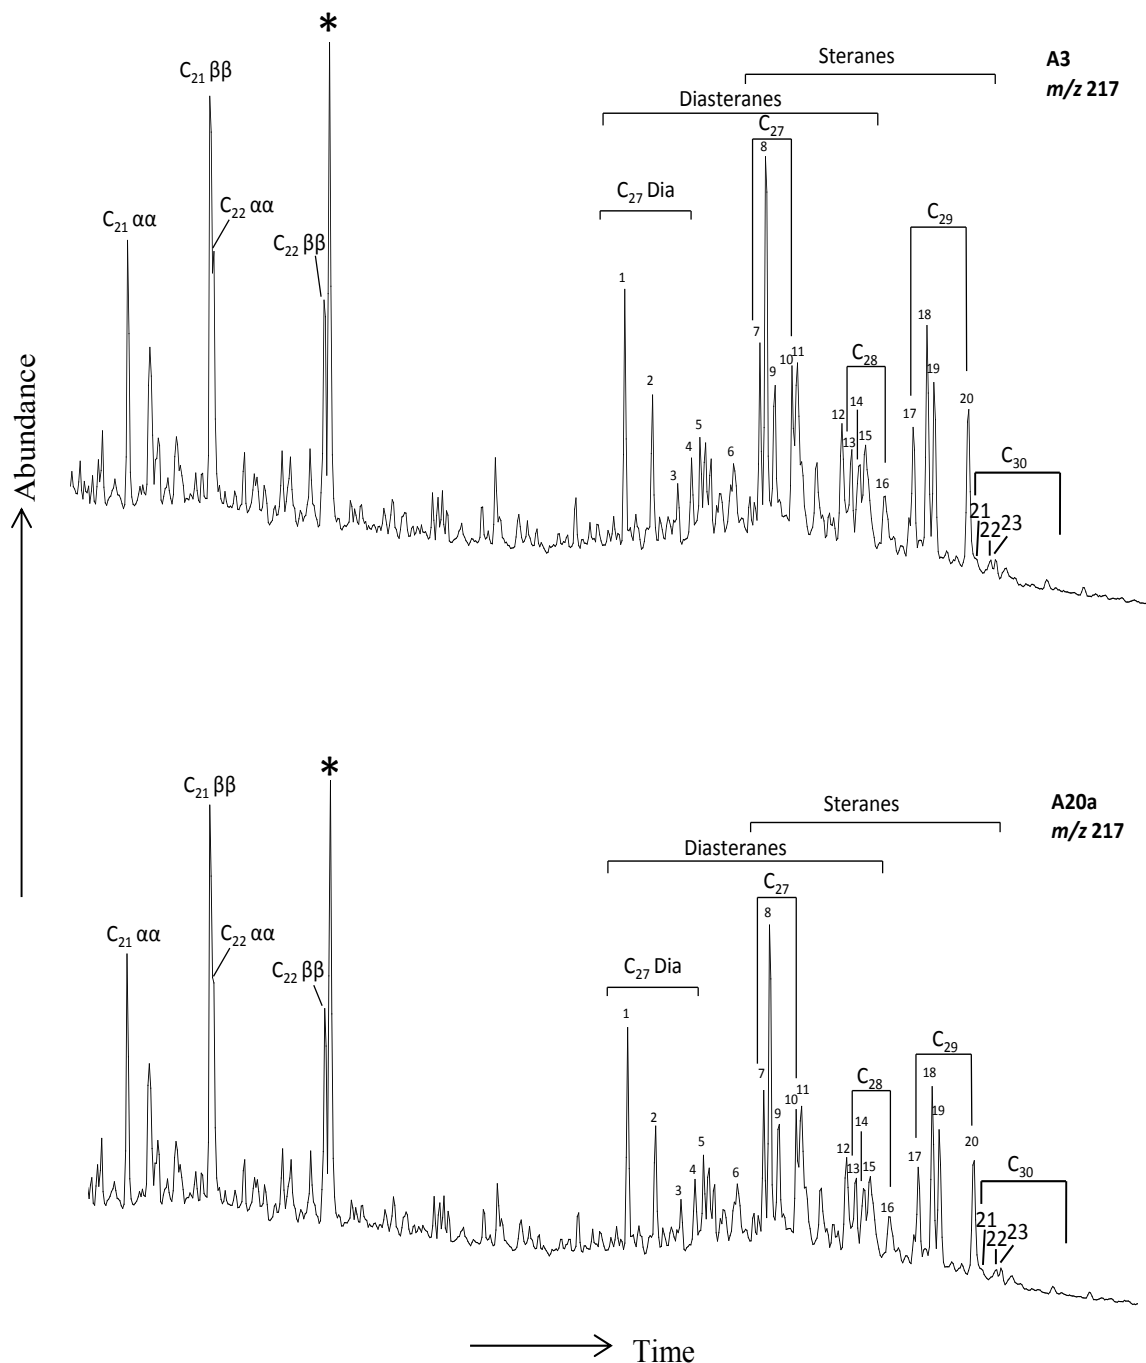 *
Steranes
A3
m/z 217
C21 ββ
Diasteranes
C27
8
C27 Dia
C22 αα
C21 αα
C29
C22 ββ
1
18
7
10 11
C28
9
19
2
14
20
12
17
5
13 15
4
6
C30
3
16
21
22 23
Abundance
*
C21 ββ
Steranes
A20a
m/z 217
Diasteranes
C27
8
C22 αα
C21 αα
C27 Dia
C22 ββ
1
C29
18
7
C28
11
10
9
19
2
14
12
5
20
17
4
13 15
6
C30
3
16
21
22 23
Time